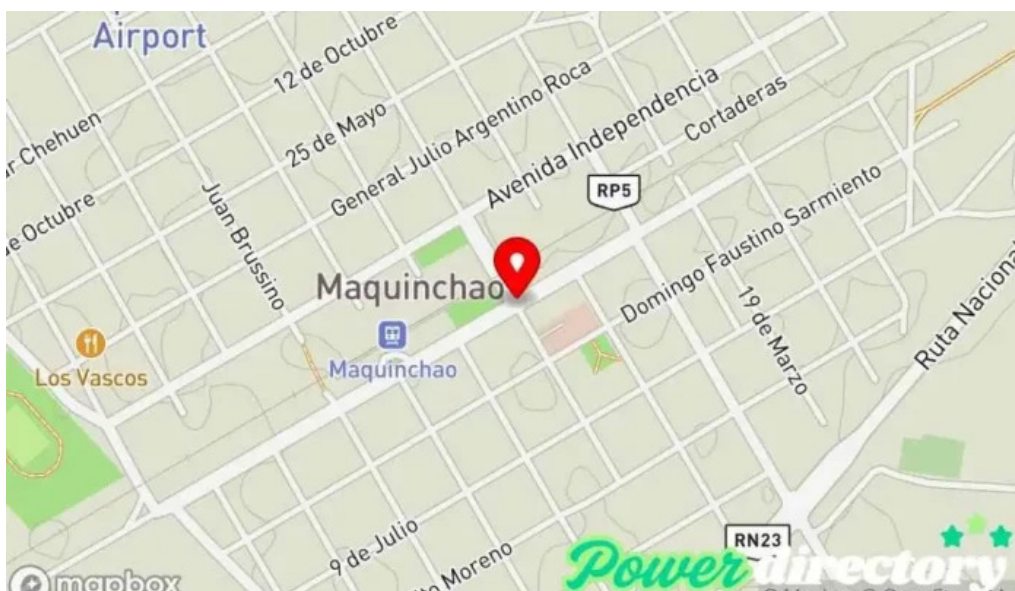 Airport
12 de Octubre
25 de Mayo
General Julio Argentino Roca
Avenida Independencia
Cortaderas
Chehuen
de Octubre
Juan Brussino
RP5
Domingo Faustino Sarmiento
Maquinchao
19 de Marzo
Ruta Nacional
Los Vascos
Maquinchao
9 de Julio
Moreno
RN23
mapbox
Power directory